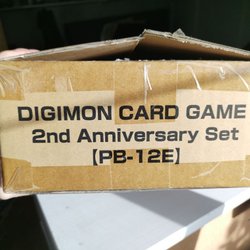 DIGIMON CARD GAME
2nd Anniversary Set
【PB-12E】